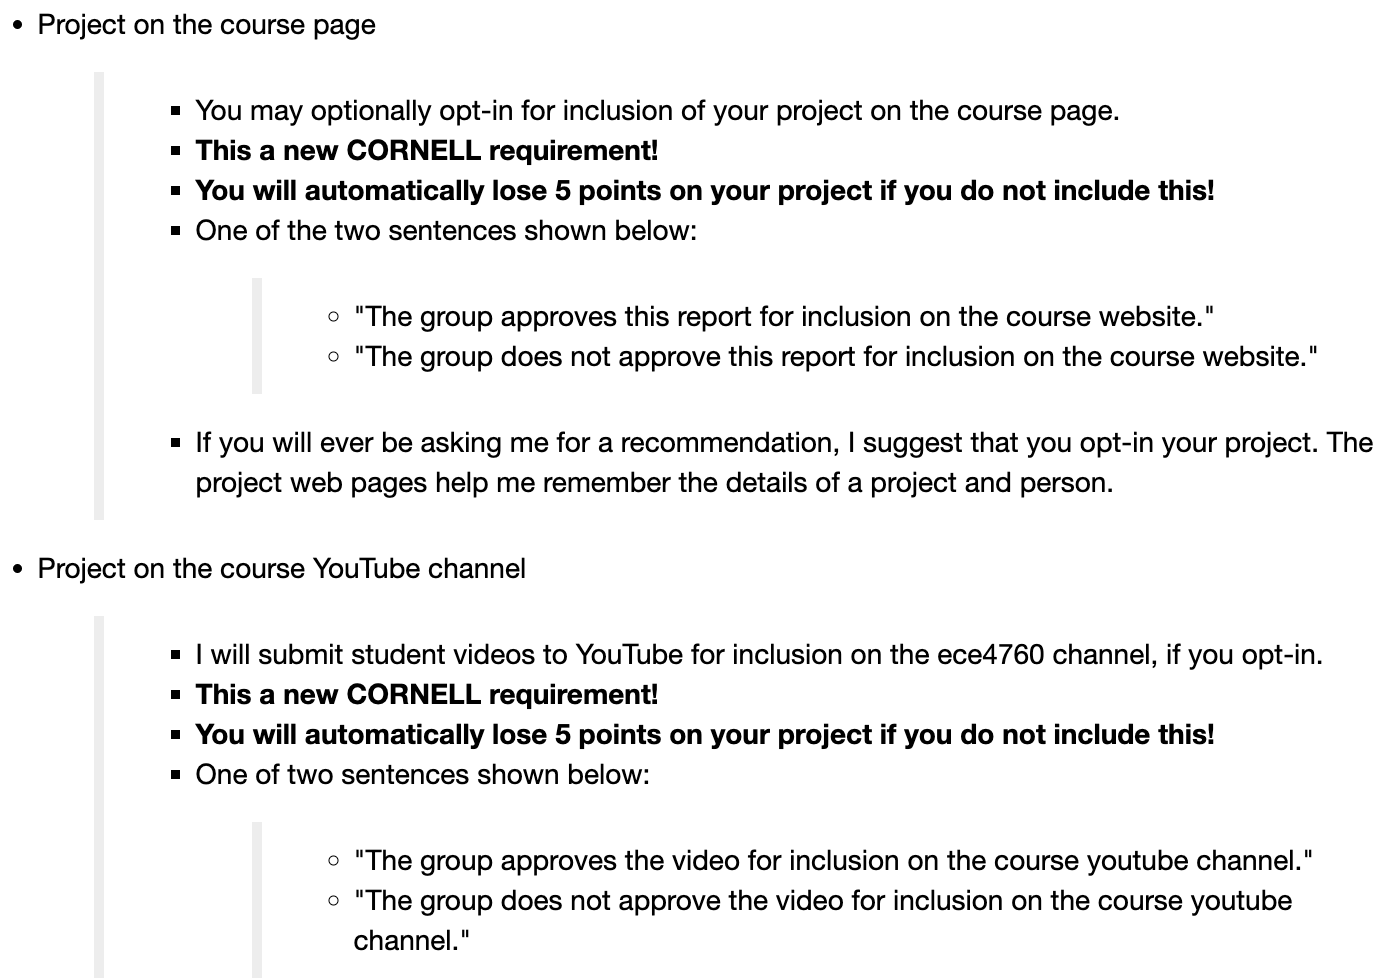 Project on the course page
You may optionally opt-in for inclusion of your project on the course page.
This a new CORNELL requirement!
You will automatically lose 5 points on your project if you do not include this!
One of the two sentences shown below:
"The group approves this report for inclusion on the course website."
"The group does not approve this report for inclusion on the course website."
If you will ever be asking me for a recommendation, I suggest that you opt-in your project. The
project web pages help me remember the details of a project and person.
Project on the course YouTube channel
I will submit student videos to YouTube for inclusion on the ece4760 channel, if you opt-in.
This a new CORNELL requirement!
You will automatically lose 5 points on your project if you do not include this!
One of two sentences shown below:
"The group approves the video for inclusion on the course youtube channel."
"The group does not approve the video for inclusion on the course youtube
channel."